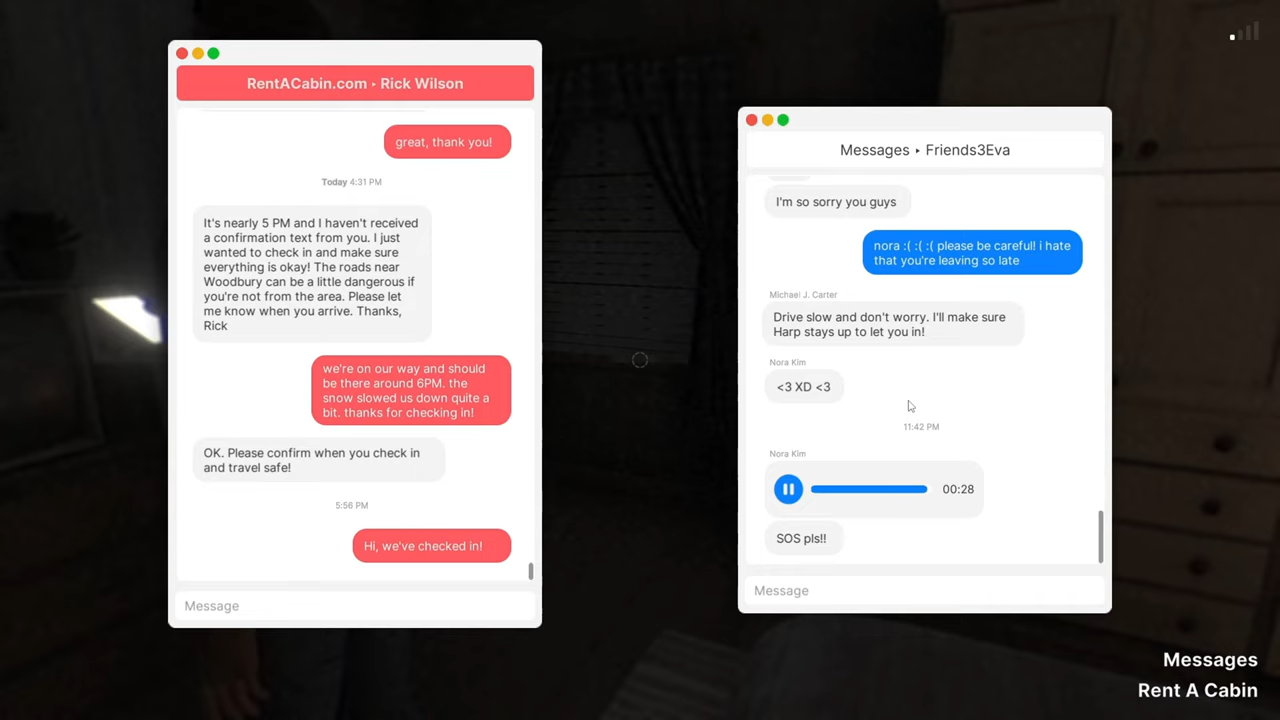 RentACabin.com ▸ Rick Wilson
great, thank you!
Today 4:31 PM
It's nearly 5 PM and I haven't received
a confirmation text from you. I just
wanted to check in and make sure
everything is okay! The roads near
Woodbury can be a little dangerous if
you're not from the area. Please let
me know when you arrive. Thanks,
Rick
we're on our way and should
be there around 6PM. the
snow slowed us down quite a
bit. thanks for checking in!
OK. Please confirm when you check in
and travel safe!
5:56 PM
Hi, we've checked in!
Message
Messages ▸ Friends3Eva
I'm so sorry you guys
nora :( :( :( please be careful! i hate
that you're leaving so late
Michael J. Carter
Drive slow and don't worry. I'll make sure
Harp stays up to let you in!
Nora Kim
<3 XD <3
11:42 PM
Nora Kim
00:28
SOS pls!!
Message
Messages
Rent A Cabin